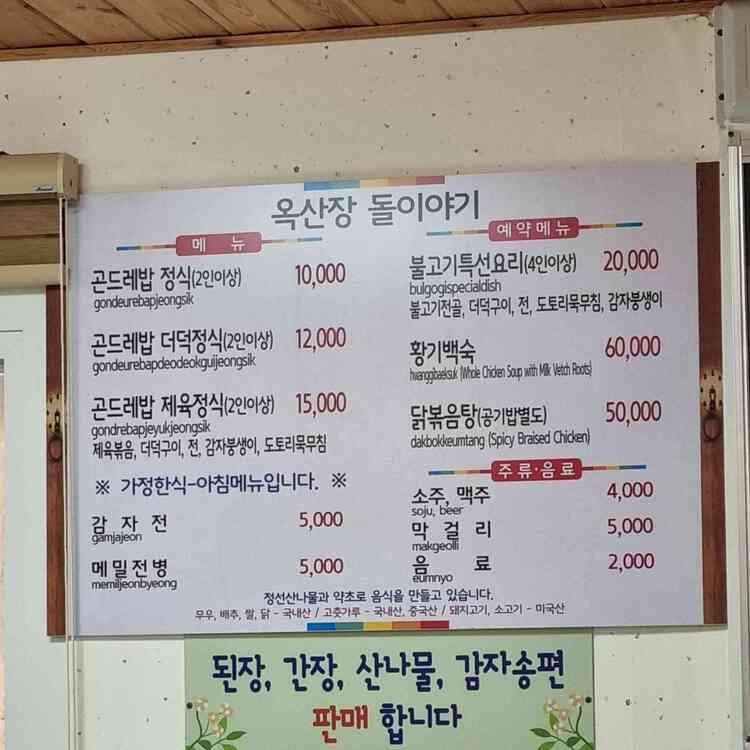 옥산장 돌이야기
메 뉴
곤드레밥 정식(2인이상) 10,000
gondeurebapjeongsik
곤드레밥 더덕정식(2인이상) 12,000
gondeurebapdeodeokguijeongsik
곤드레밥 제육정식(2인이상) 15,000
gondrebapjeyukjeongsik
제육볶음, 더덕구이, 전, 감자붕생이, 도토리묵무침
※ 가정한식-아침메뉴입니다. ※
감 자 전 5,000
gamjajeon
메밀전병 5,000
memiljeonbyeong
예약메뉴
불고기특선요리(4인이상) 20,000
bulgogispecialdish
불고기전골, 더덕구이, 전, 도토리묵무침, 감자붕생이
황기백숙 60,000
hwanggibaeksuk (Whole Chicken Soup with Milk Vetch Roots)
닭볶음탕(공기밥별도) 50,000
dakbokkeumtang (Spicy Braised Chicken)
주류·음료
소주, 맥주 4,000
soju, beer
막 걸 리 5,000
makgeolli
음 료 2,000
eumnyo
정선산나물과 약초로 음식을 만들고 있습니다.
무우, 배추, 쌀, 닭 - 국내산 / 고춧가루 - 국내산, 중국산 / 돼지고기, 소고기 - 미국산
된장, 간장, 산나물, 감자송편
판매 합니다